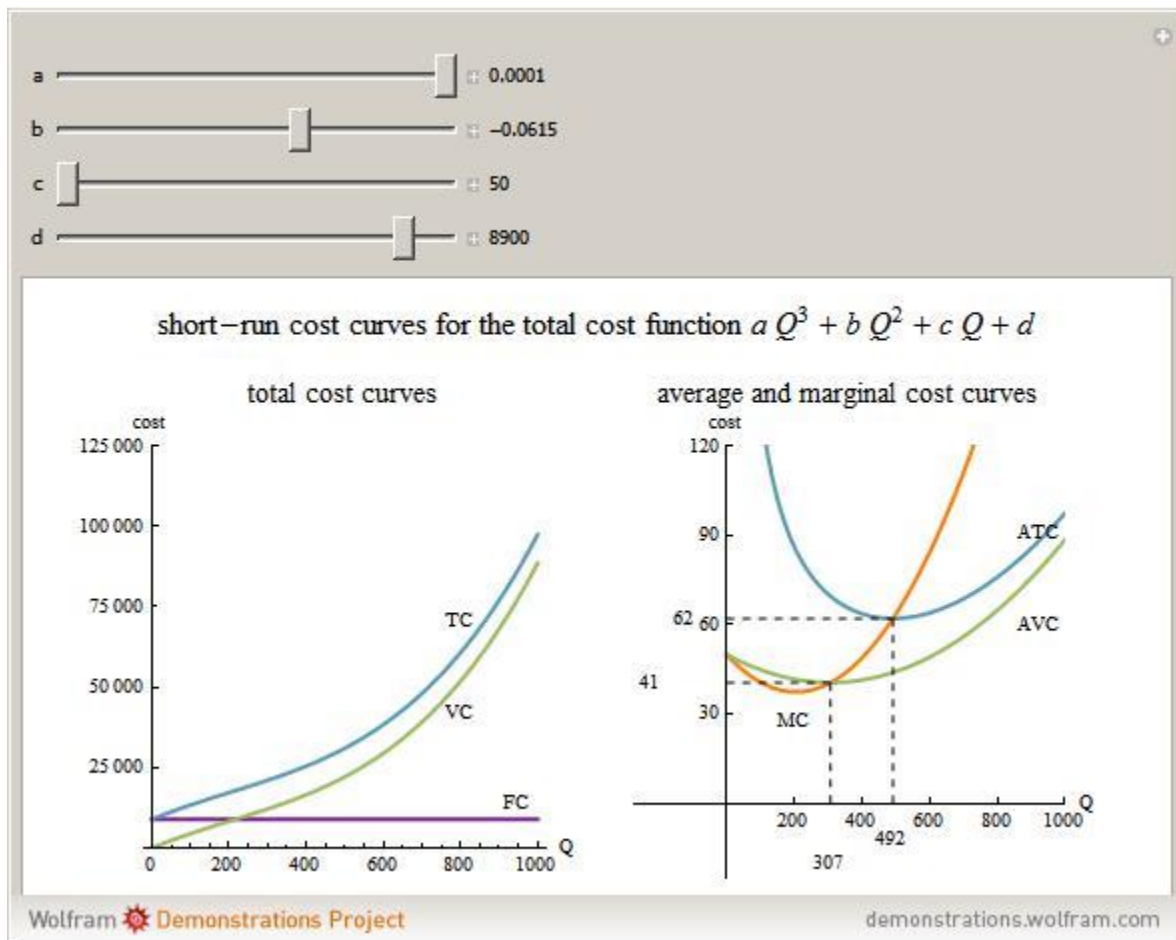 a 0.0001
b −0.0615
c 50
d 8900
short−run cost curves for the total cost function a Q³ + b Q² + c Q + d
total cost curves
cost
125 000
100 000
75 000
50 000
25 000
TC
VC
FC
Q
0 200 400 600 800 1000
average and marginal cost curves
cost
120
90
62 60
41
30
ATC
AVC
MC
Q
200 400 600 800 1000
492
307
Wolfram Demonstrations Project
demonstrations.wolfram.com